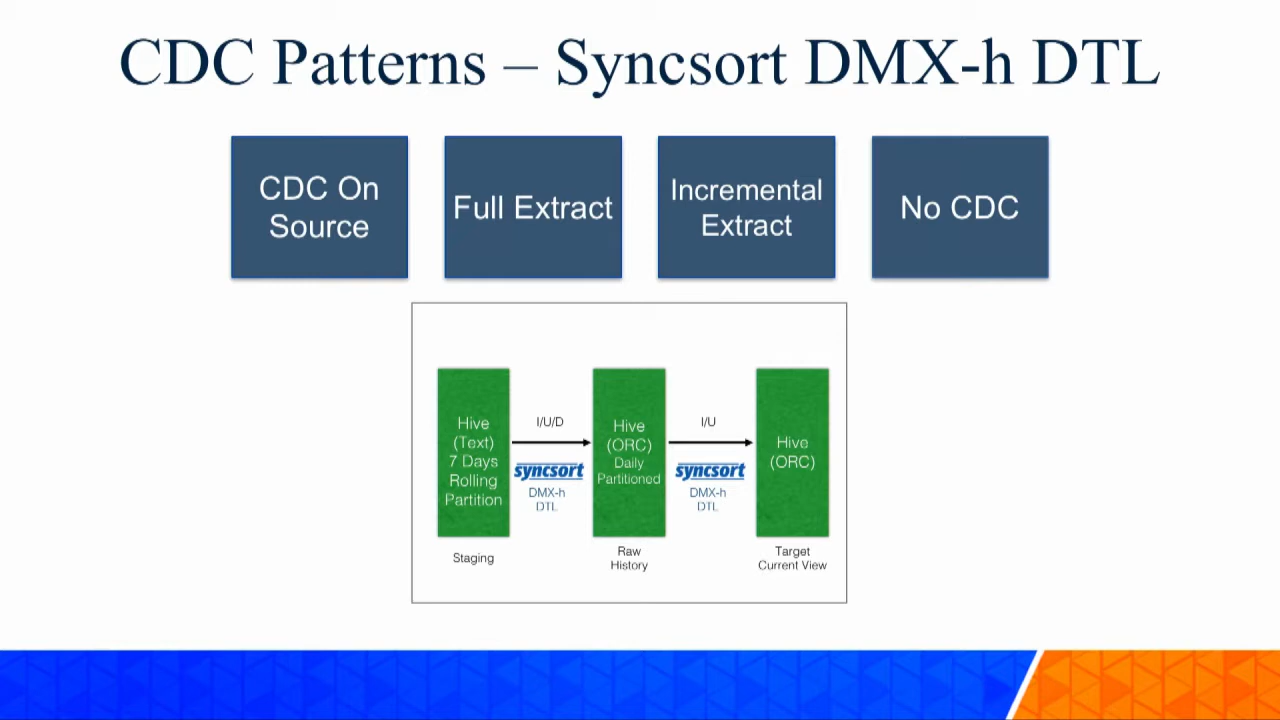 CDC Patterns – Syncsort DMX-h DTL
CDC On
Source
Full Extract
Incremental
Extract
No CDC
Hive
(Text)
7 Days
Rolling
Partition
Staging
I/U/D
syncsort
DMX-h
DTL
Hive
(ORC)
Daily
Partitioned
Raw
History
I/U
syncsort
DMX-h
DTL
Hive
(ORC)
Target
Current View